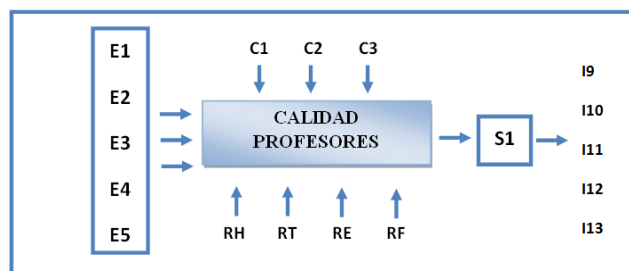 E1
E2
E3
E4
E5
C1 C2 C3
CALIDAD
PROFESORES
RH RT RE RF
S1
I9
I10
I11
I12
I13